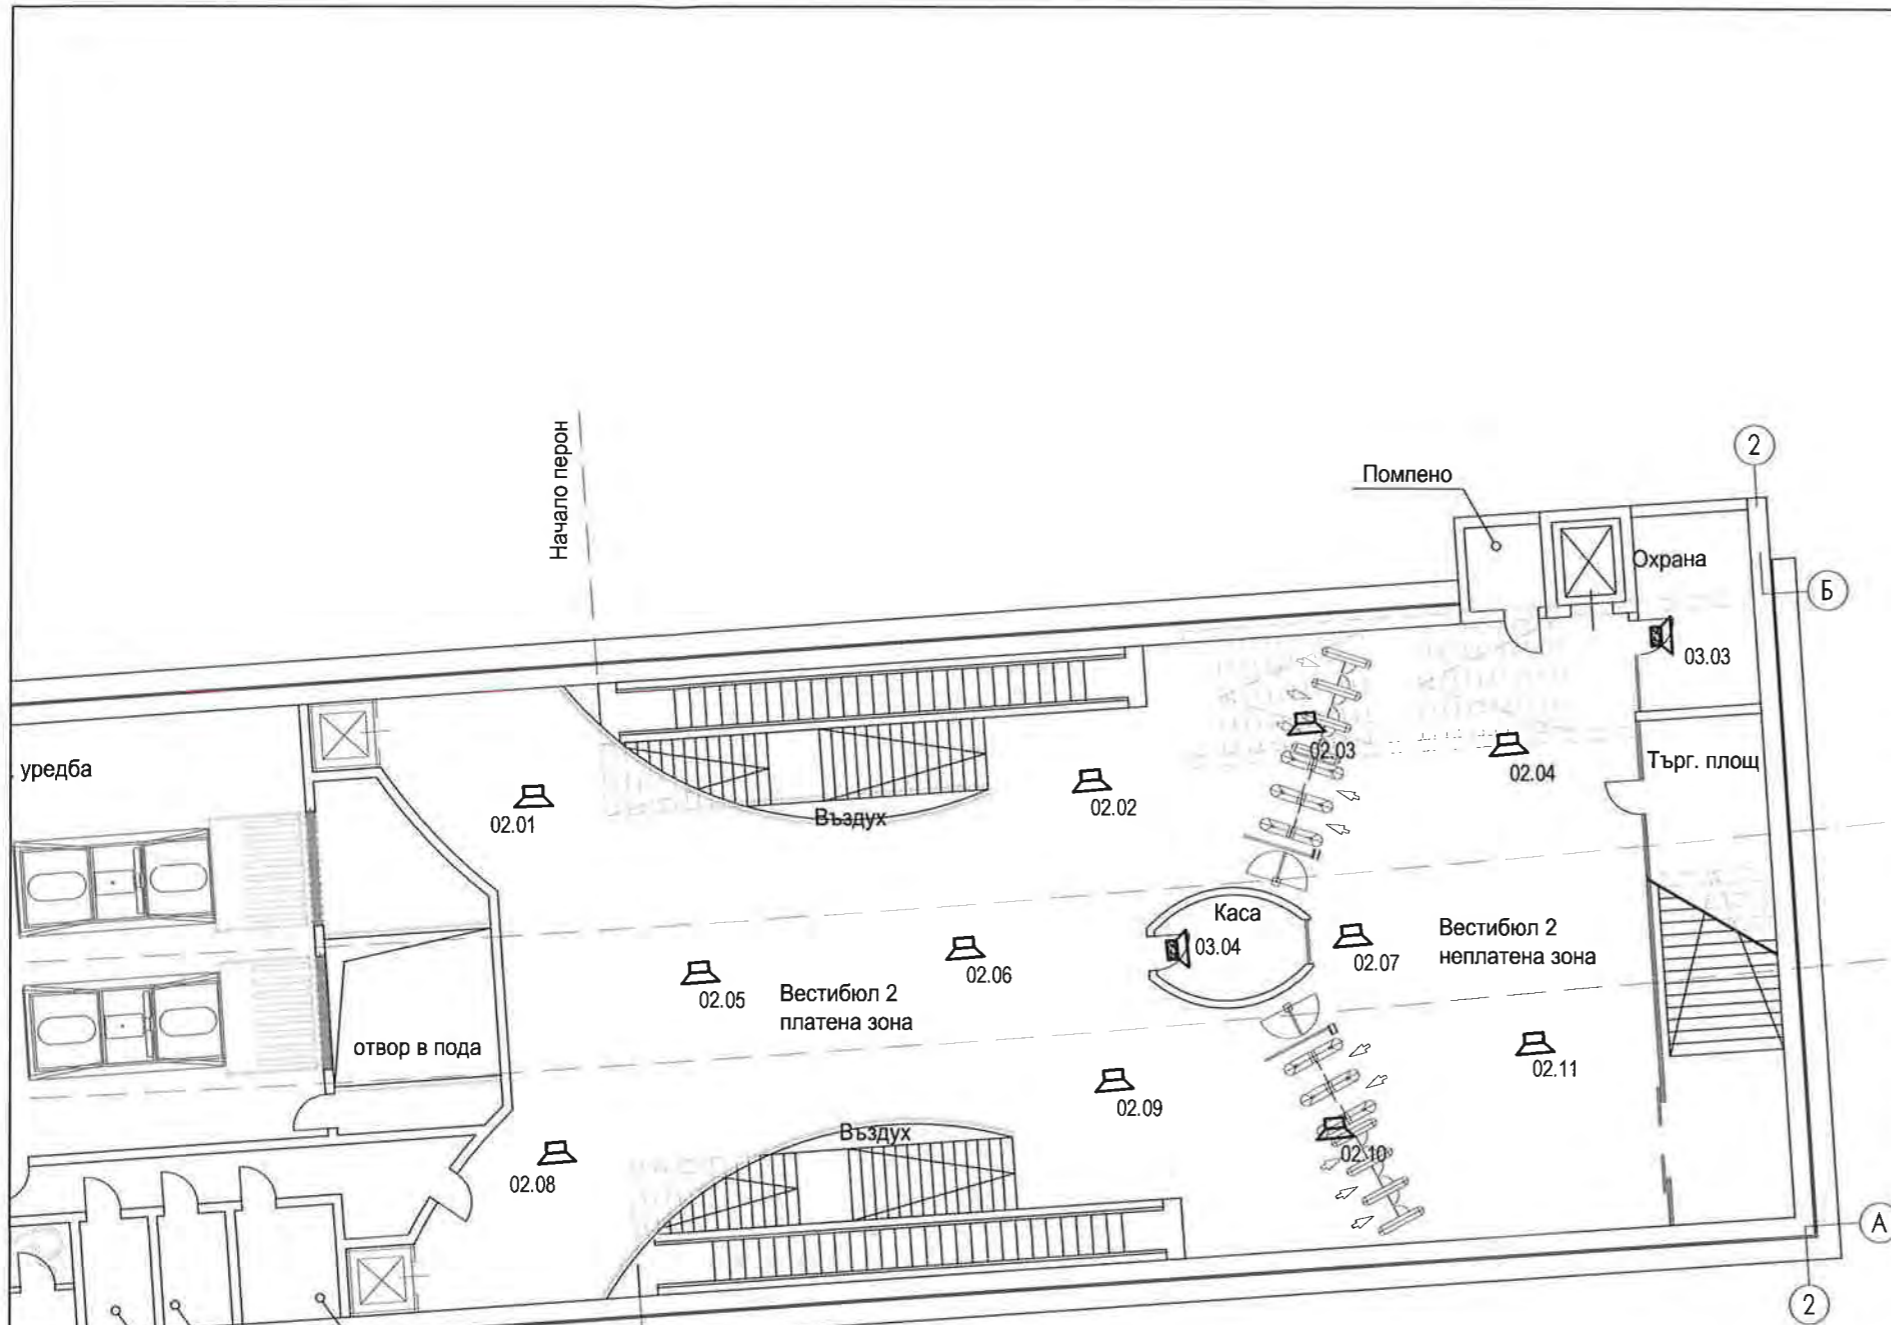 Начало перон
2
Помпено
Охрана
Б
03.03
уредба
02.03
02.04
Търг. площ
02.01
02.02
Въздух
Каса
03.04
02.05
02.06
02.07
Вестибюл 2
неплатена зона
Вестибюл 2
платена зона
отвор в пода
02.11
02.09
Въздух
02.10
02.08
А
2